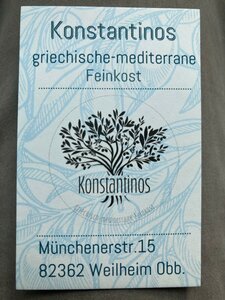 Konstantinos
griechische-mediterrane
Feinkost
Konstantinos
Münchenerstr.15
82362 Weilheim Obb.